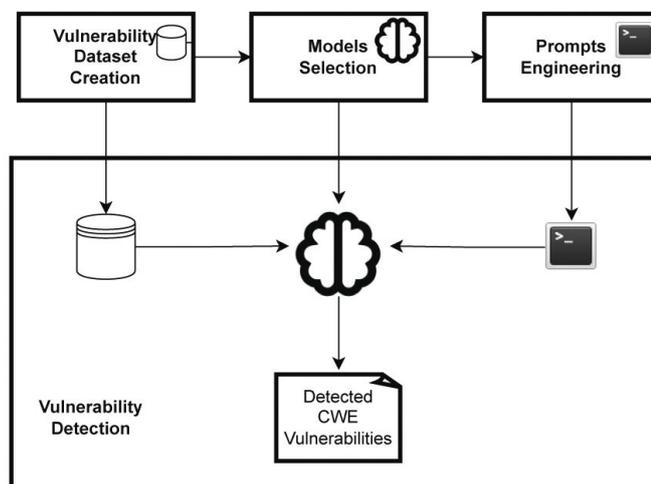 Vulnerability
Dataset
Creation
Models
Selection
Prompts
Engineering
>_
>_
Vulnerability
Detection
Detected
CWE
Vulnerabilities